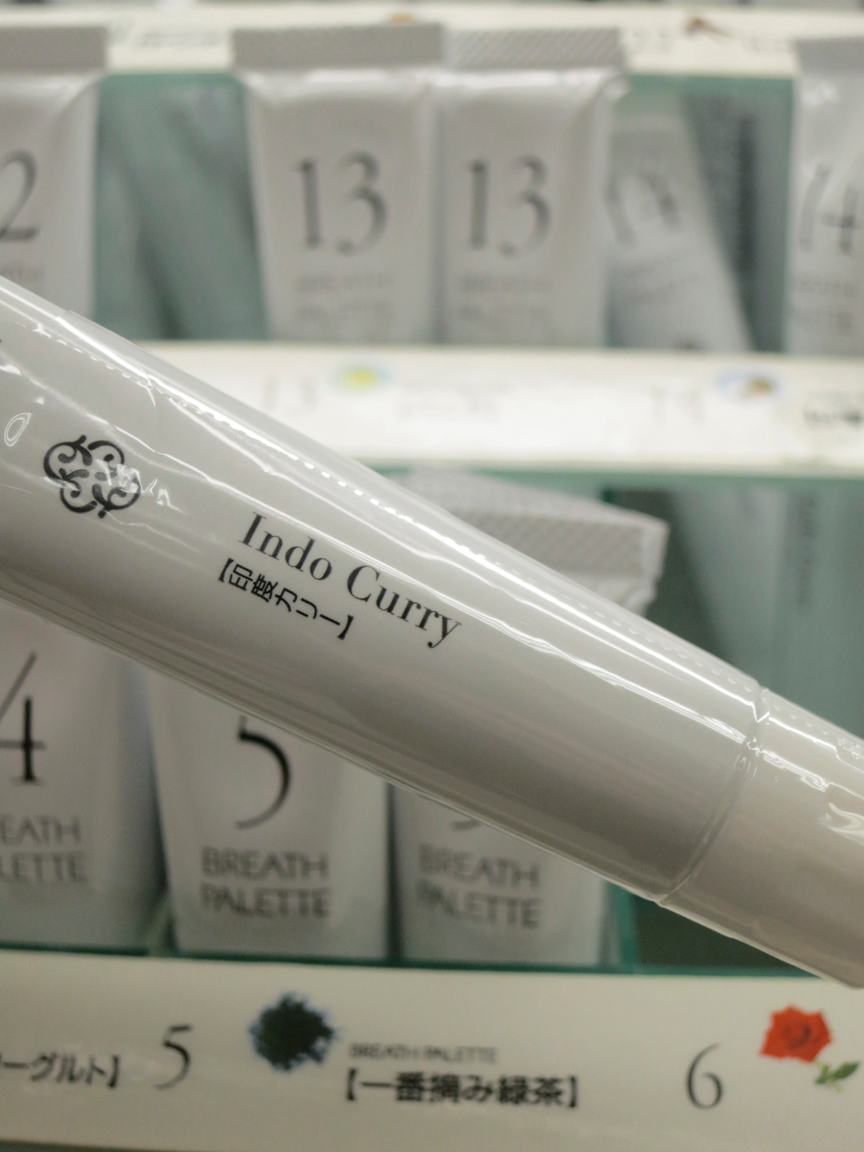 2
13
13
14
13
Indo Curry
【印度カリー】
4
BREATH
PALETTE
5
BREATH
PALETTE
BREATH
PALETTE
ーグルト】
5
BREATH PALETTE
【一番摘み緑茶】
6